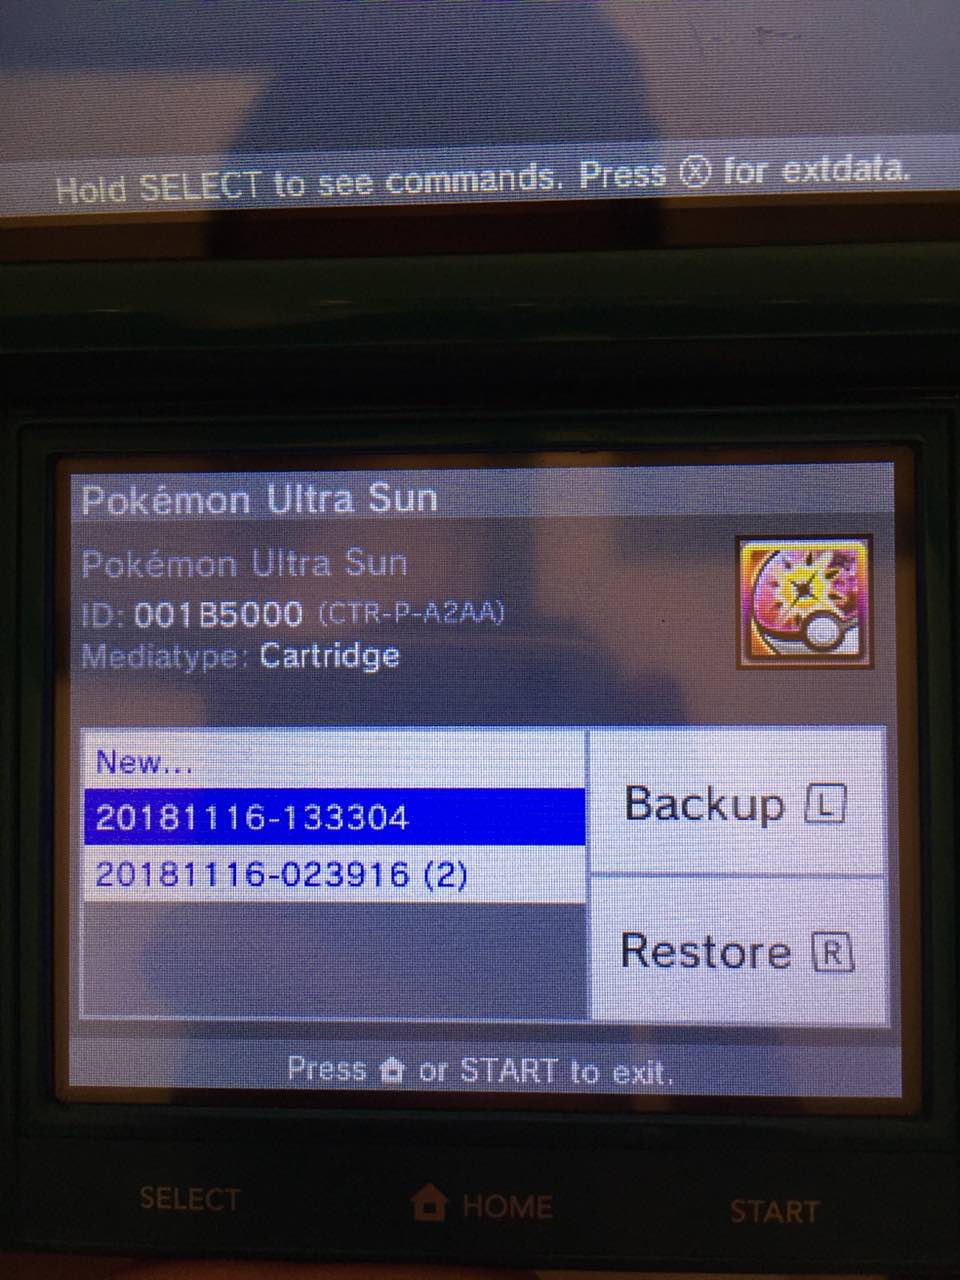 Hold SELECT to see commands. Press Ⓧ for extdata.
Pokémon Ultra Sun
Pokémon Ultra Sun
ID: 001B5000 (CTR-P-A2AA)
Mediatype: Cartridge
New...
20181116-133304
20181116-023916 (2)
Backup L
Restore R
Press or START to exit.
SELECT HOME START